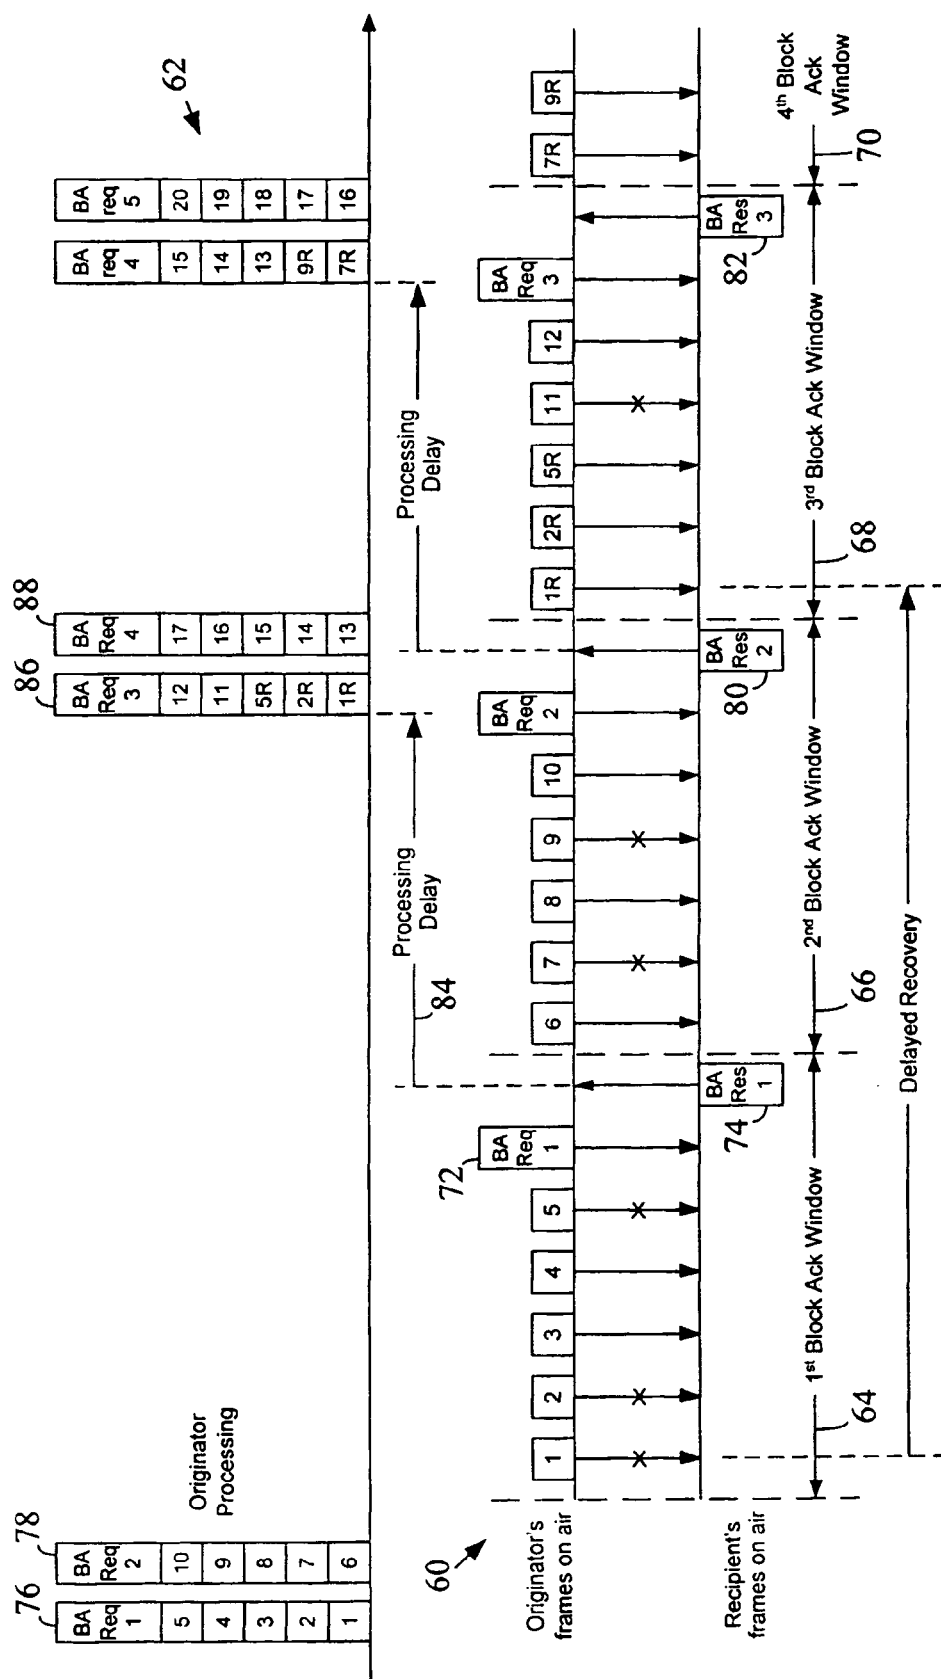 76
78
86
88
62
BA
Req
1
5
4
3
2
1
BA
Req
2
10
9
8
7
6
Originator
Processing
BA
Req
3
12
11
5R
2R
1R
BA
Req
4
17
16
15
14
13
BA
req
4
15
14
13
9R
7R
BA
req
5
20
19
18
17
16
Processing
Delay
84
Processing
Delay
60
Originator's
frames on air
1
2
3
4
5
72
BA
Req
1
6
7
8
9
10
BA
Req
2
1R
2R
5R
11
12
BA
Req
3
7R
9R
Recipient's
frames on air
BA
Res
1
74
BA
Res
2
80
BA
Res
3
82
1st Block Ack Window
64
2nd Block Ack Window
66
3rd Block Ack Window
68
4th Block
Ack
Window
70
Delayed Recovery